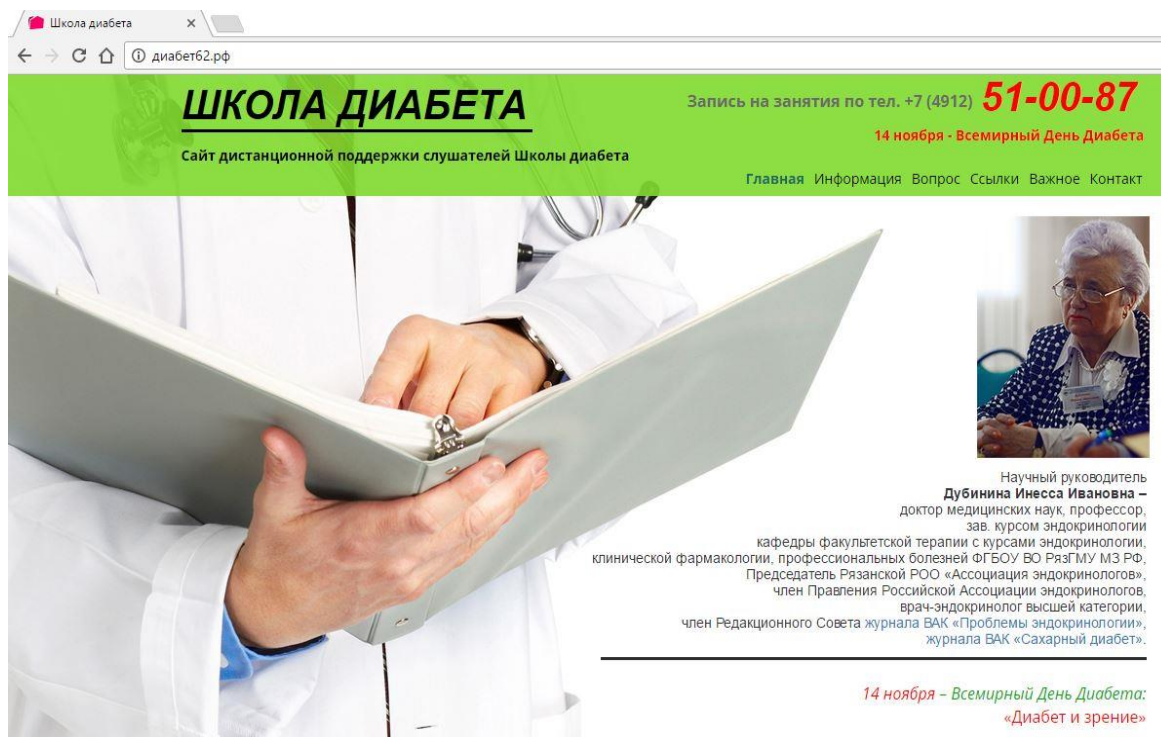 Школа диабета
диабет62.рф
ШКОЛА ДИАБЕТА
Запись на занятия по тел. +7 (4912) 51-00-87
14 ноября - Всемирный День Диабета
Сайт дистанционной поддержки слушателей Школы диабета
Главная Информация Вопрос Ссылки Важное Контакт
Научный руководитель
Дубинина Инесса Ивановна –
доктор медицинских наук, профессор,
зав. курсом эндокринологии
кафедры факультетской терапии с курсами эндокринологии,
клинической фармакологии, профессиональных болезней ФГБОУ ВО РязГМУ МЗ РФ,
Председатель Рязанской РОО «Ассоциация эндокринологов»,
член Правления Российской Ассоциации эндокринологов,
врач-эндокринолог высшей категории,
член Редакционного Совета журнала ВАК «Проблемы эндокринологии»,
журнала ВАК «Сахарный диабет».
14 ноября – Всемирный День Диабета:
«Диабет и зрение»